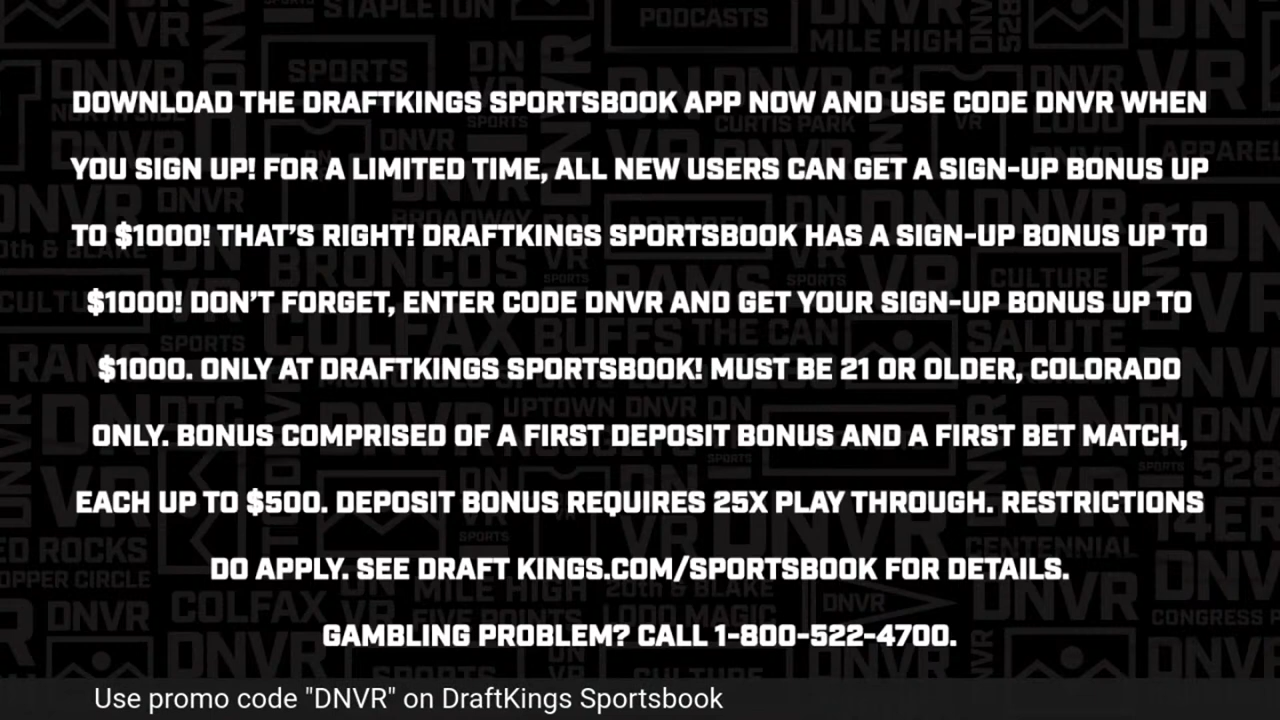 DOWNLOAD THE DRAFTKINGS SPORTSBOOK APP NOW AND USE CODE DNVR WHEN
YOU SIGN UP! FOR A LIMITED TIME, ALL NEW USERS CAN GET A SIGN-UP BONUS UP
TO $1000! THAT'S RIGHT! DRAFTKINGS SPORTSBOOK HAS A SIGN-UP BONUS UP TO
$1000! DON'T FORGET, ENTER CODE DNVR AND GET YOUR SIGN-UP BONUS UP TO
$1000. ONLY AT DRAFTKINGS SPORTSBOOK! MUST BE 21 OR OLDER, COLORADO
ONLY. BONUS COMPRISED OF A FIRST DEPOSIT BONUS AND A FIRST BET MATCH,
EACH UP TO $500. DEPOSIT BONUS REQUIRES 25X PLAY THROUGH. RESTRICTIONS
DO APPLY. SEE DRAFT KINGS.COM/SPORTSBOOK FOR DETAILS.
GAMBLING PROBLEM? CALL 1-800-522-4700.
Use promo code "DNVR" on DraftKings Sportsbook